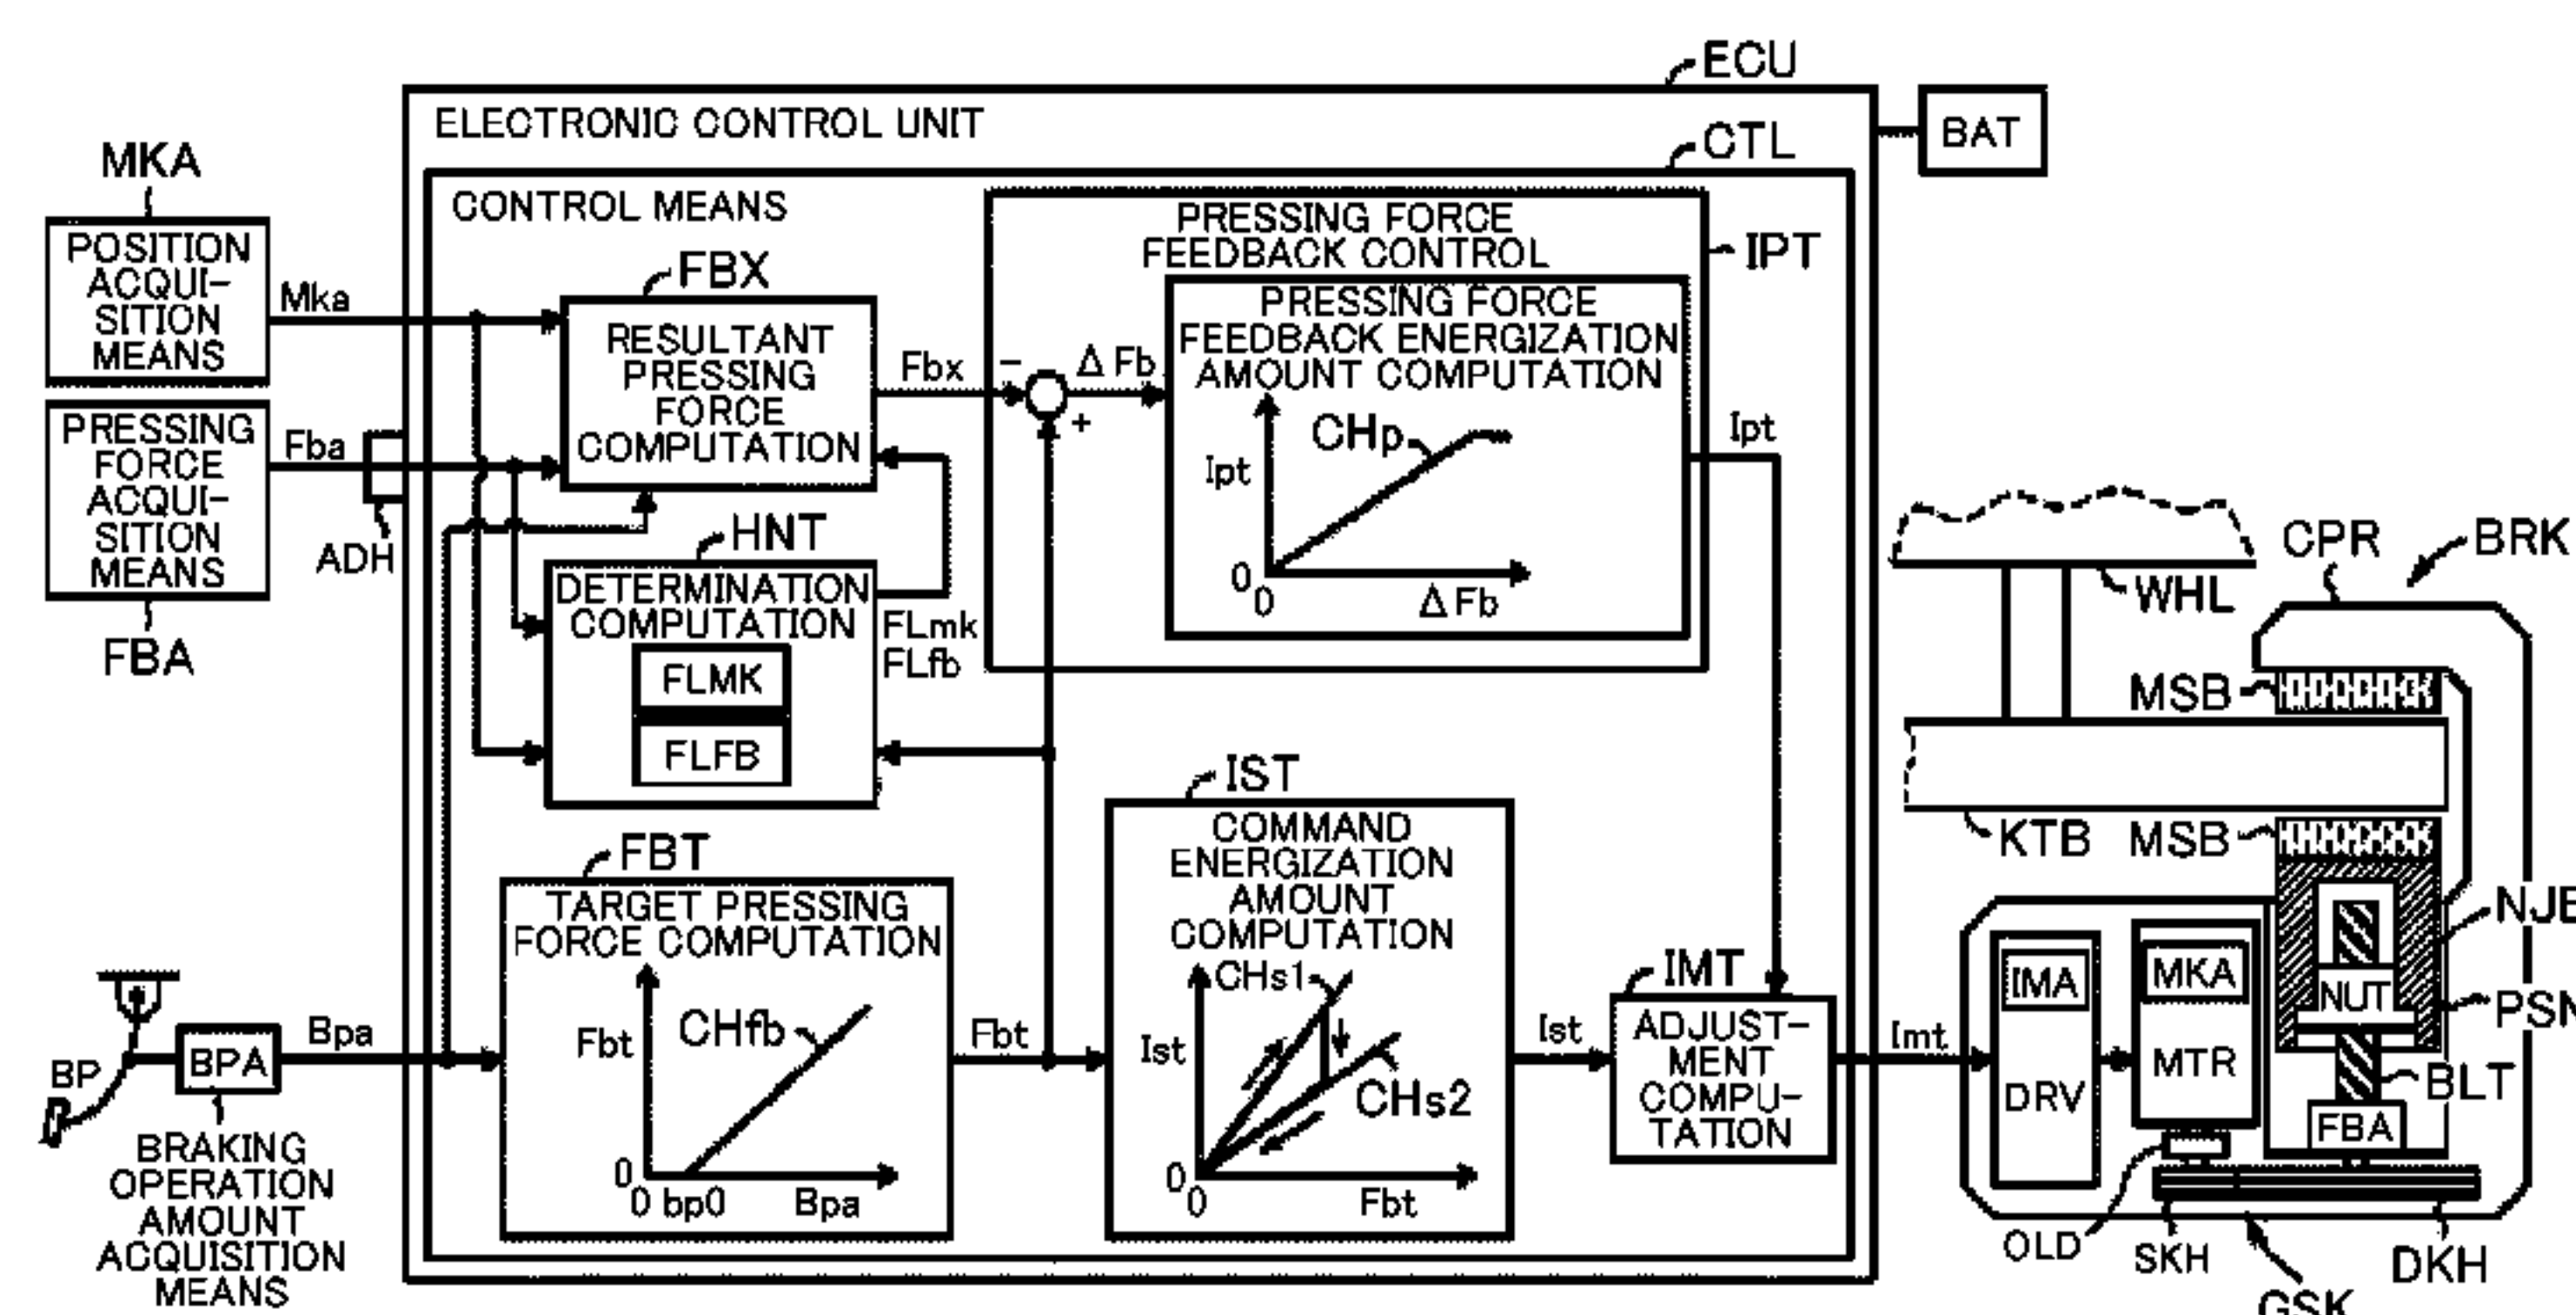 ECU
ELECTRONIC CONTROL UNIT
BAT
CTL
CONTROL MEANS
MKA
POSITION
ACQUI-
SITION
MEANS
Mka
PRESSING
FORCE
ACQUI-
SITION
MEANS
FBA
Fba
ADH
FBX
RESULTANT
PRESSING
FORCE
COMPUTATION
Fbx
−
+
Δ Fb
PRESSING FORCE
FEEDBACK CONTROL
IPT
PRESSING FORCE
FEEDBACK ENERGIZATION
AMOUNT COMPUTATION
CHp
Ipt
0
0
Δ Fb
Ipt
HNT
DETERMINATION
COMPUTATION
FLMK
FLFB
FLmk
FLfb
FBT
TARGET PRESSING
FORCE COMPUTATION
Fbt
CHfb
0
0 bp0
Bpa
Fbt
IST
COMMAND
ENERGIZATION
AMOUNT
COMPUTATION
CHs1
Ist
CHs2
0
0
Fbt
Ist
IMT
ADJUST-
MENT
COMPU-
TATION
Imt
BP
BPA
Bpa
BRAKING
OPERATION
AMOUNT
ACQUISITION
MEANS
CPR
BRK
WHL
MSB
KTB
MSB
NJB
PSN
IMA
DRV
MKA
MTR
NUT
BLT
FBA
OLD
SKH
DKH
GSK